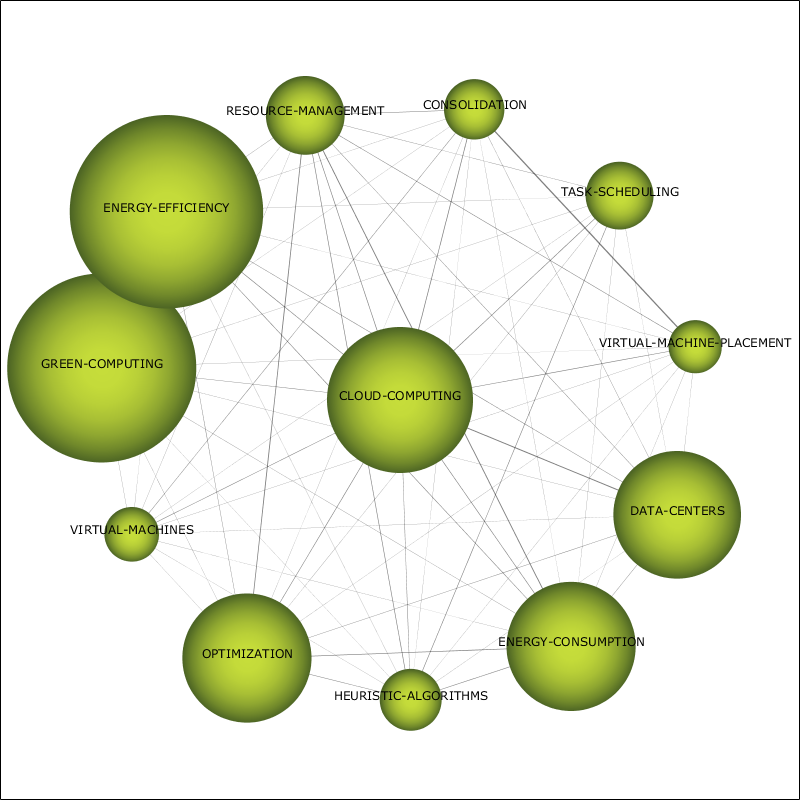 CONSOLIDATION
RESOURCE-MANAGEMENT
TASK-SCHEDULING
ENERGY-EFFICIENCY
VIRTUAL-MACHINE-PLACEMENT
GREEN-COMPUTING
CLOUD-COMPUTING
DATA-CENTERS
VIRTUAL-MACHINES
ENERGY-CONSUMPTION
OPTIMIZATION
HEURISTIC-ALGORITHMS